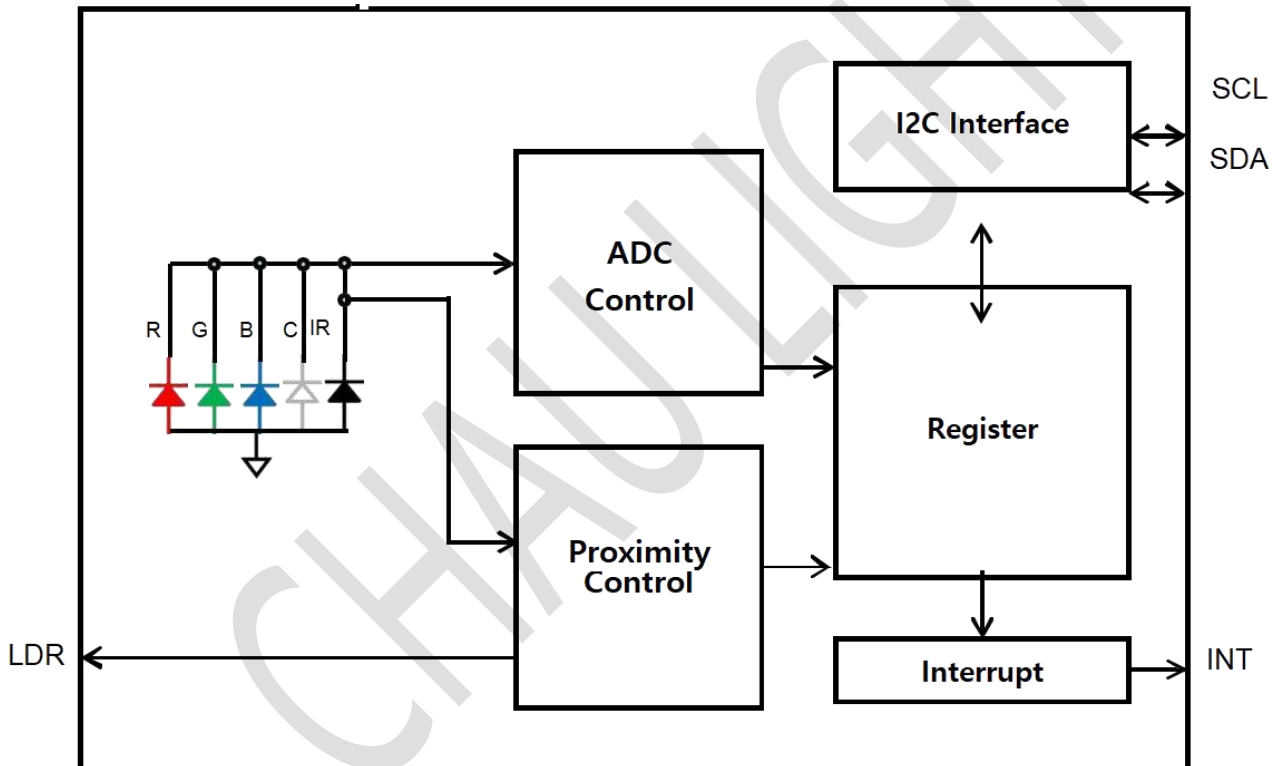 SCL
I2C Interface
SDA
ADC
Control
R G B C IR
Register
Proximity
Control
LDR
Interrupt
INT
CHAU LIGHT